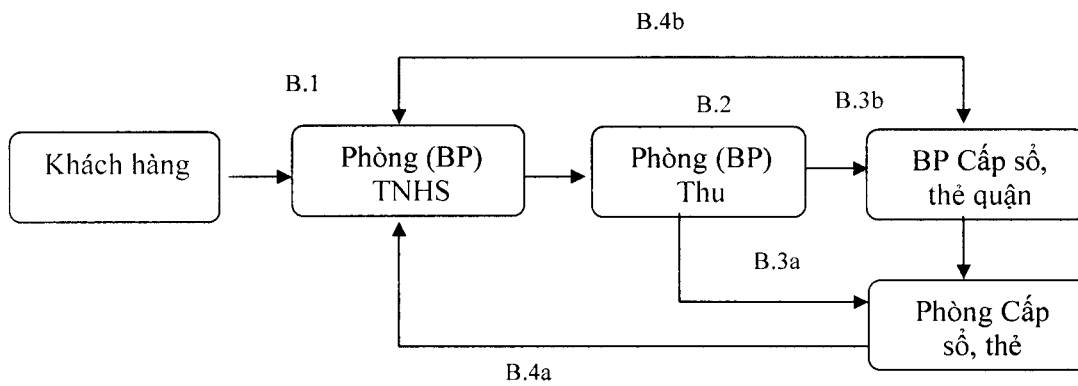 B.4b
B.1
B.2
B.3b
Khách hàng
Phòng (BP)
TNHS
Phòng (BP)
Thu
BP Cấp sổ,
thẻ quận
B.3a
Phòng Cấp
sổ, thẻ
B.4a